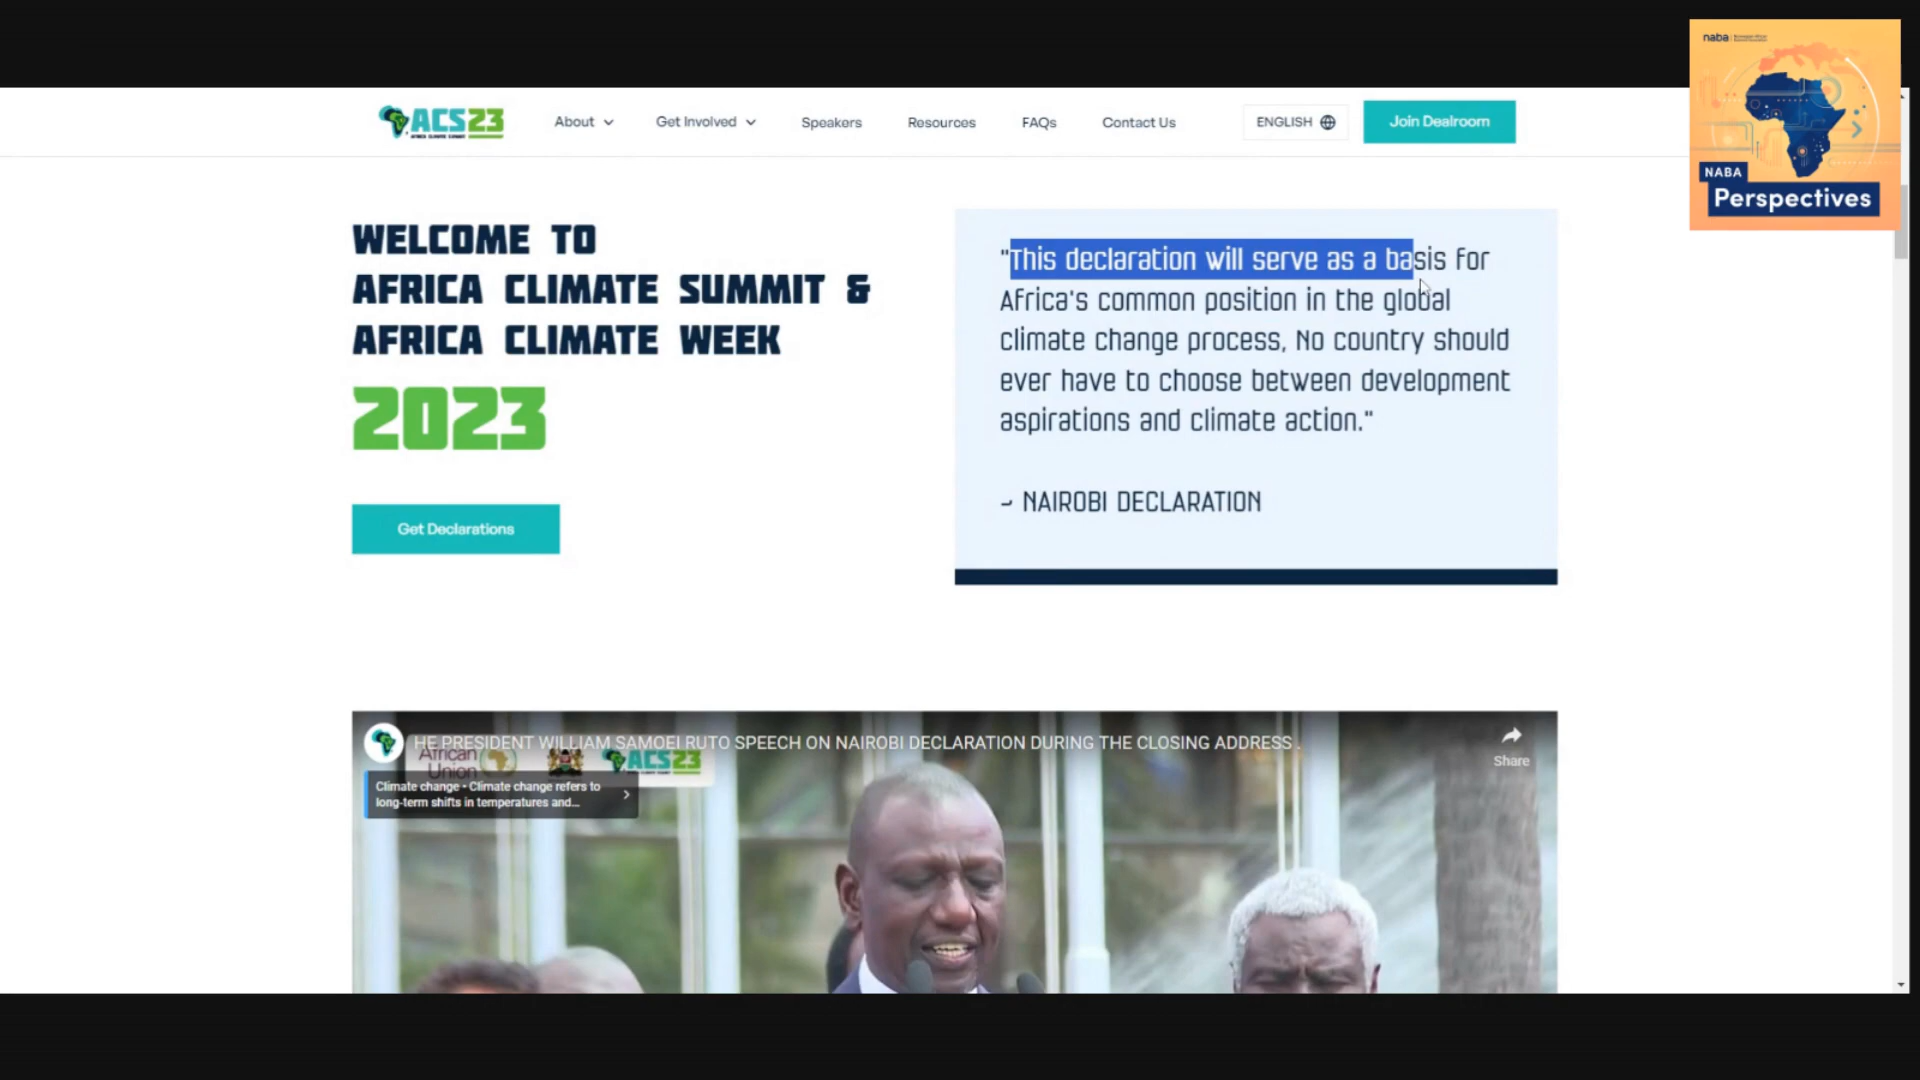 naba
ACS23
AFRICA CLIMATE SUMMIT
About
Get Involved
Speakers
Resources
FAQs
Contact Us
ENGLISH
Join Dealroom
NABA
Perspectives
WELCOME TO
AFRICA CLIMATE SUMMIT &
AFRICA CLIMATE WEEK
2023
Get Declarations
"This declaration will serve as a basis for
Africa's common position in the global
climate change process, No country should
ever have to choose between development
aspirations and climate action."
~ NAIROBI DECLARATION
HE PRESIDENT WILLIAM SAMOEI RUTO SPEECH ON NAIROBI DECLARATION DURING THE CLOSING ADDRESS .
Share
African
Union
ACS23
Climate change • Climate change refers to
long-term shifts in temperatures and...